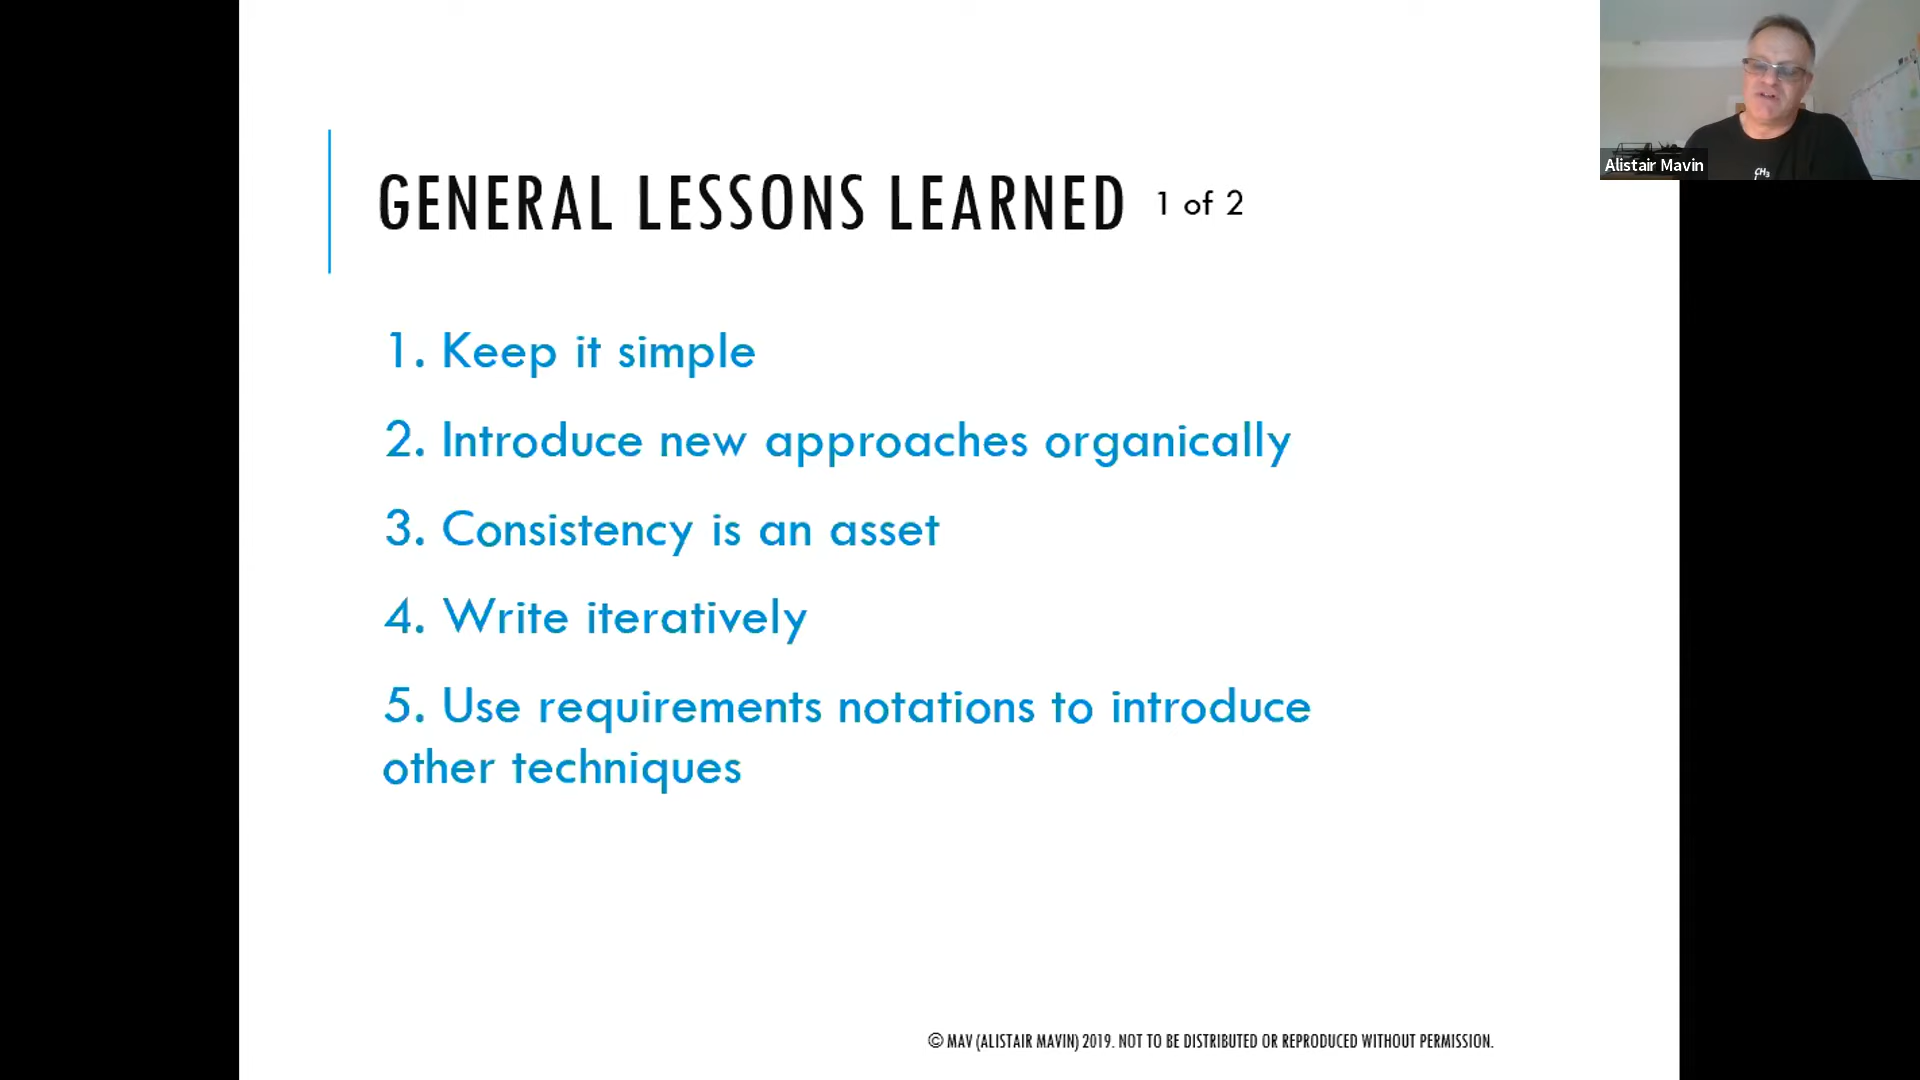 GENERAL LESSONS LEARNED 1 of 2
1. Keep it simple
2. Introduce new approaches organically
3. Consistency is an asset
4. Write iteratively
5. Use requirements notations to introduce
other techniques
© MAV (ALISTAIR MAVIN) 2019. NOT TO BE DISTRIBUTED OR REPRODUCED WITHOUT PERMISSION.
Alistair Mavin
CH₃